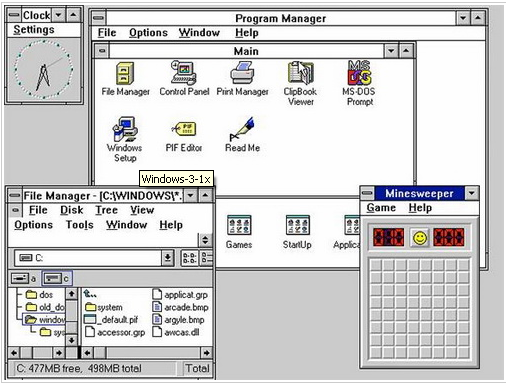 Clock
Settings
Program Manager
File Options Window Help
Main
File Manager Control Panel Print Manager ClipBook Viewer MS-DOS Prompt
Windows Setup PIF Editor Read Me
Windows-3-1x
File Manager - [C:\WINDOWS\*.
File Disk Tree View
Options Tools Window Help
C:
a c
dos
old_do
window
sys
system
_default.pif
accessor.grp
applicat.grp
arcade.bmp
argyle.bmp
awcas.dll
C: 477MB free, 498MB total Total
Games StartUp Applica
Minesweeper
Game Help
010 000